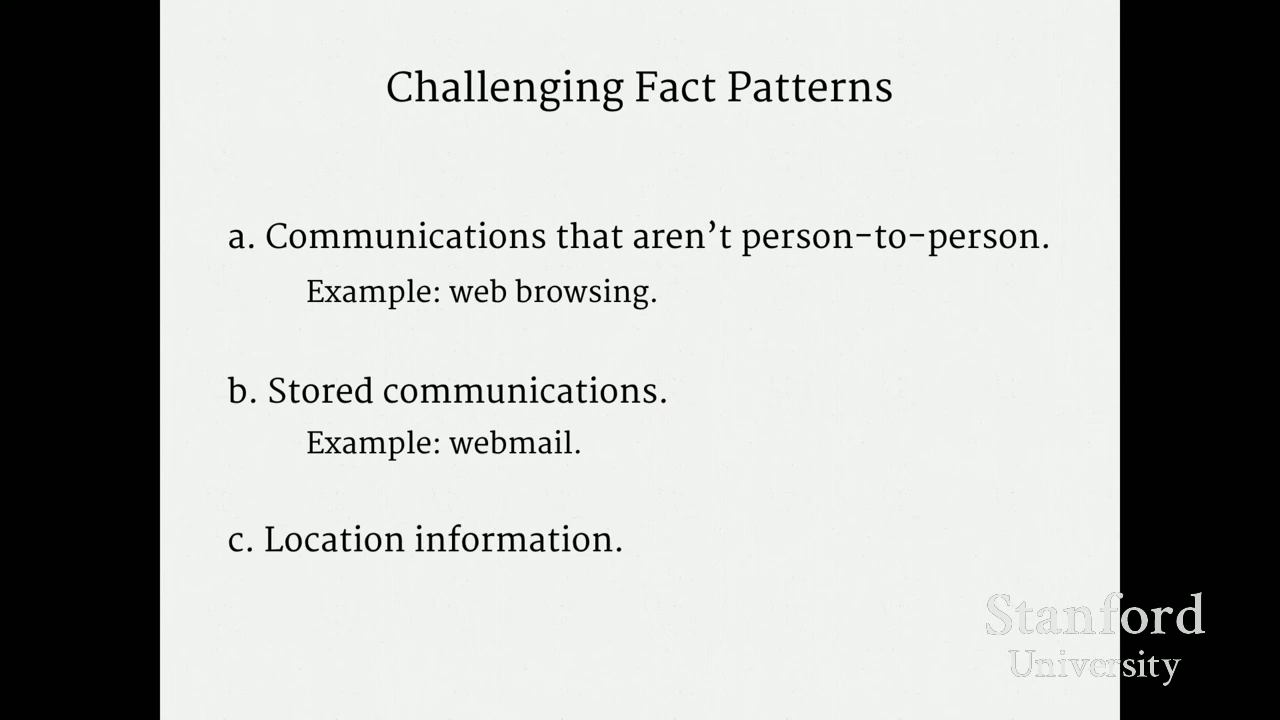 Challenging Fact Patterns
a. Communications that aren’t person-to-person.
Example: web browsing.
b. Stored communications.
Example: webmail.
c. Location information.
Stanford
University